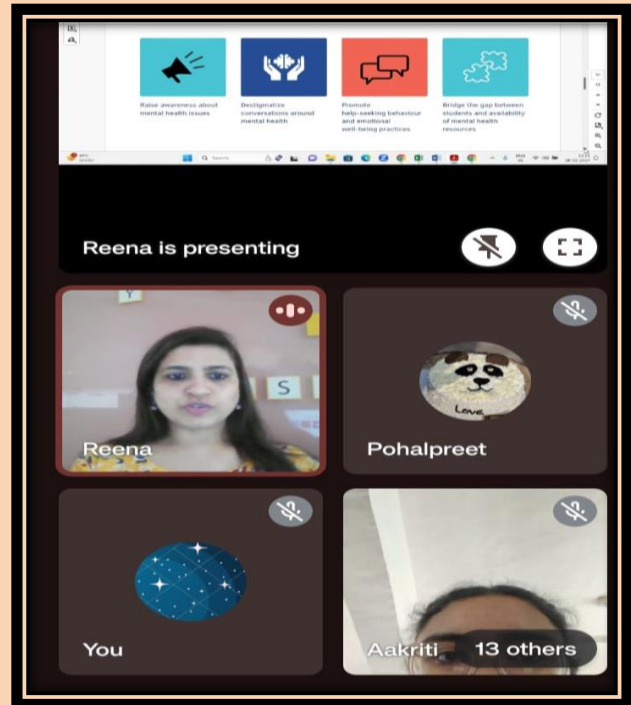 Raise awareness about
mental health issues
Destigmatize
conversations around
mental health
Promote
help-seeking behaviour
and emotional
well-being practices
Bridge the gap between
students and availability
of mental health
resources
Search
Reena is presenting
Y
S
Reena
Love
Pohalpreet
You
Aakriti
13 others